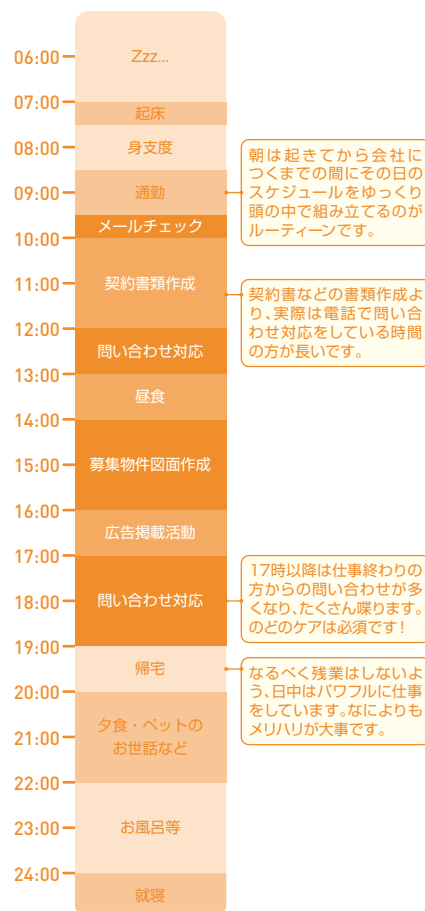 06:00
Zzz...
07:00
起床
08:00
身支度
09:00
通勤
朝は起きてから会社に
つくまでの間にその日の
スケジュールをゆっくり
頭の中で組み立てるのが
ルーティーンです。
メールチェック
10:00
11:00
契約書類作成
契約書などの書類作成よ
り、実際は電話で問い合
わせ対応をしている時間
の方が長いです。
12:00
問い合わせ対応
13:00
昼食
14:00
15:00
募集物件図面作成
16:00
広告掲載活動
17:00
18:00
問い合わせ対応
17時以降は仕事終わりの
方からの問い合わせが多
くなり、たくさん喋ります。
のどのケアは必須です!
19:00
帰宅
なるべく残業はしないよ
う、日中はパワフルに仕事
をしています。なによりも
メリハリが大事です。
20:00
21:00
夕食・ペットの
お世話など
22:00
23:00
お風呂等
24:00
就寝